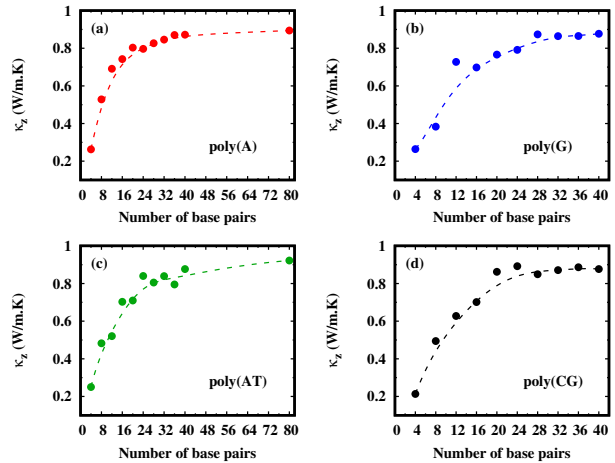 (a)
κz (W/m.K)
1
0.8
0.6
0.4
0.2
poly(A)
0 8 16 24 32 40 48 56 64 72 80
Number of base pairs
(b)
κz (W/m.K)
1
0.8
0.6
0.4
0.2
poly(G)
0 4 8 12 16 20 24 28 32 36 40
Number of base pairs
(c)
κz (W/m.K)
1
0.8
0.6
0.4
0.2
poly(AT)
0 8 16 24 32 40 48 56 64 72 80
Number of base pairs
(d)
κz (W/m.K)
1
0.8
0.6
0.4
0.2
poly(CG)
0 4 8 12 16 20 24 28 32 36 40
Number of base pairs